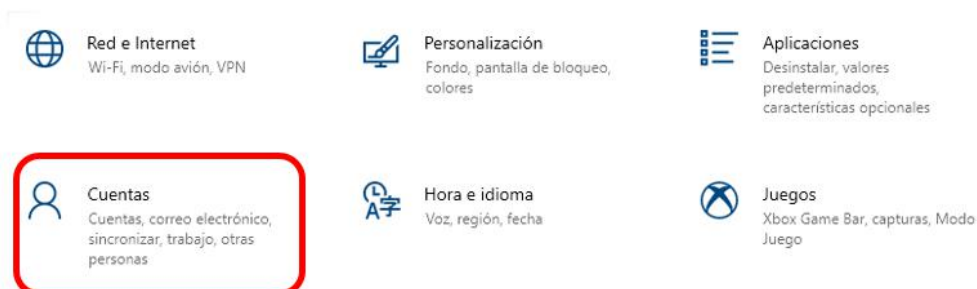 Red e Internet
Wi-Fi, modo avión, VPN
Personalización
Fondo, pantalla de bloqueo,
colores
Aplicaciones
Desinstalar, valores
predeterminados,
características opcionales
Cuentas
Cuentas, correo electrónico,
sincronizar, trabajo, otras
personas
Hora e idioma
Voz, región, fecha
Juegos
Xbox Game Bar, capturas, Modo
Juego